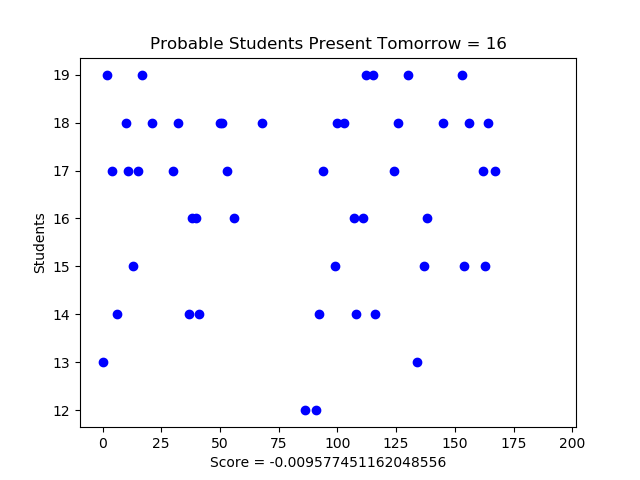 Probable Students Present Tomorrow = 16
19
18
17
16
15
14
13
12
Students
0 25 50 75 100 125 150 175 200
Score = -0.009577451162048556